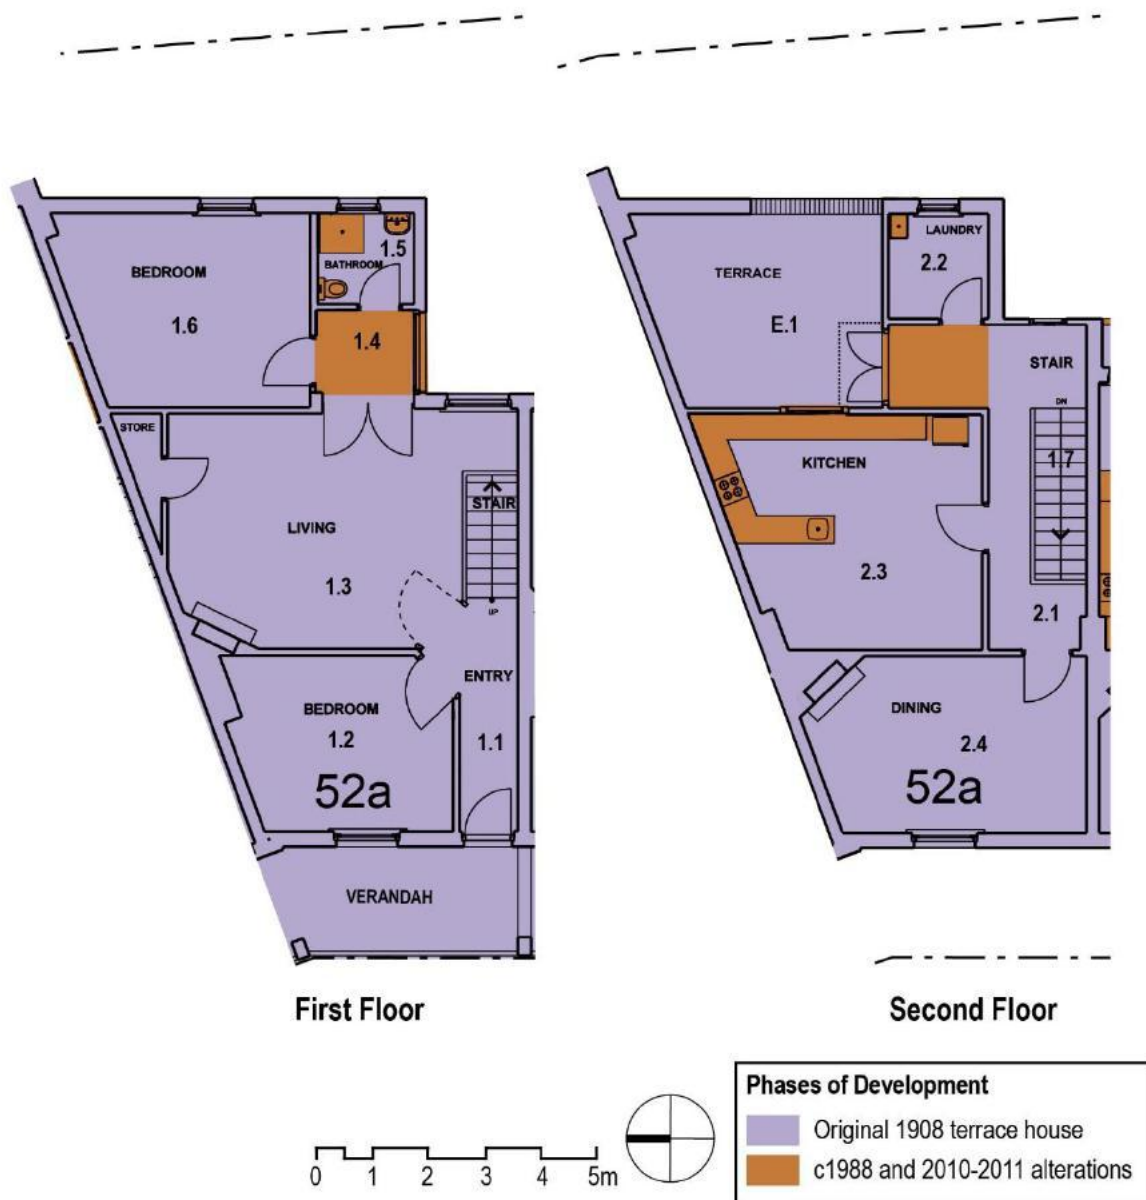 BEDROOM
1.6
1.5
BATHROOM
1.4
STORE
LIVING
1.3
STAIR
UP
ENTRY
BEDROOM
1.2
1.1
52a
VERANDAH
First Floor
TERRACE
E.1
LAUNDRY
2.2
STAIR
DN
1.7
KITCHEN
2.3
2.1
DINING
2.4
52a
Second Floor
0 1 2 3 4 5m
Phases of Development
Original 1908 terrace house
c1988 and 2010-2011 alterations